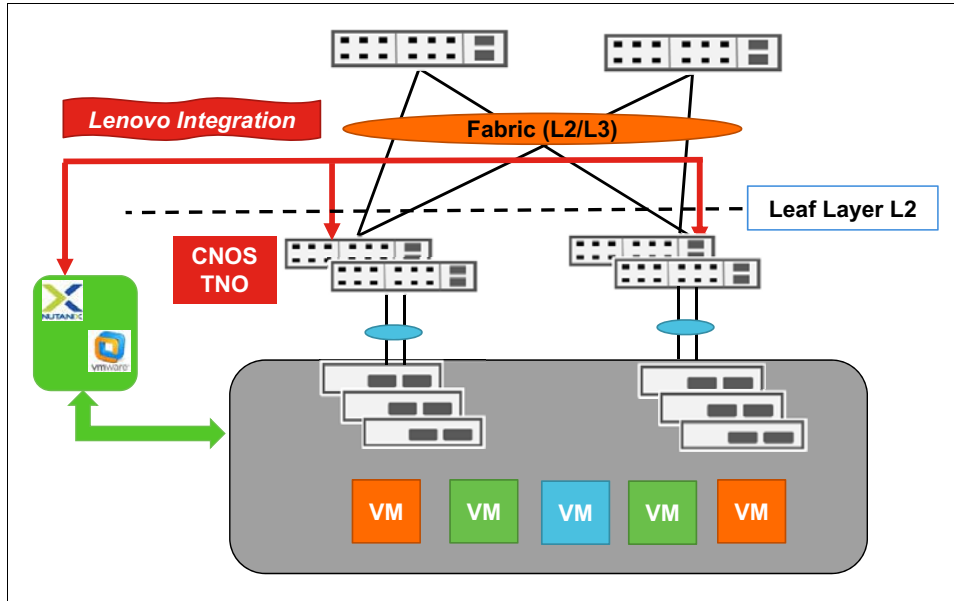 Lenovo Integration
Fabric (L2/L3)
Leaf Layer L2
CNOS
TNO
NUTANIX
vmware
VM
VM
VM
VM
VM